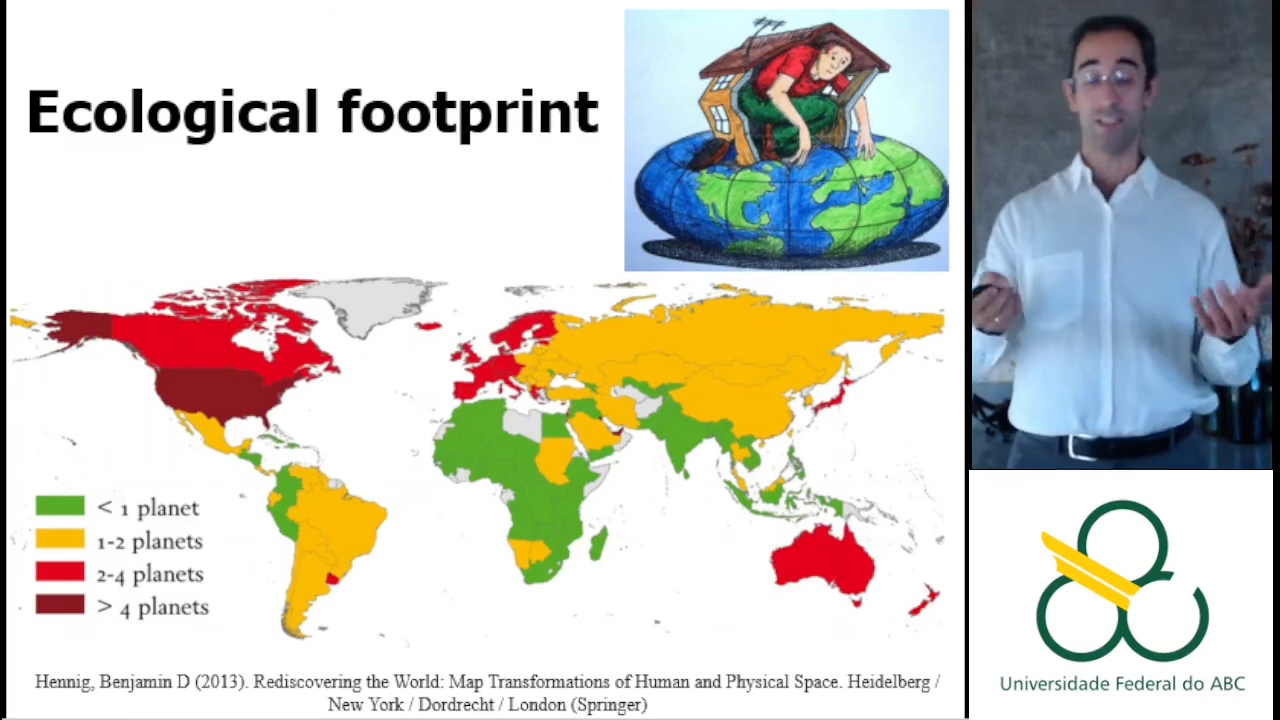 Ecological footprint
< 1 planet
1-2 planets
2-4 planets
> 4 planets
Hennig, Benjamin D (2013). Rediscovering the World: Map Transformations of Human and Physical Space. Heidelberg /
New York / Dordrecht / London (Springer)
Universidade Federal do ABC